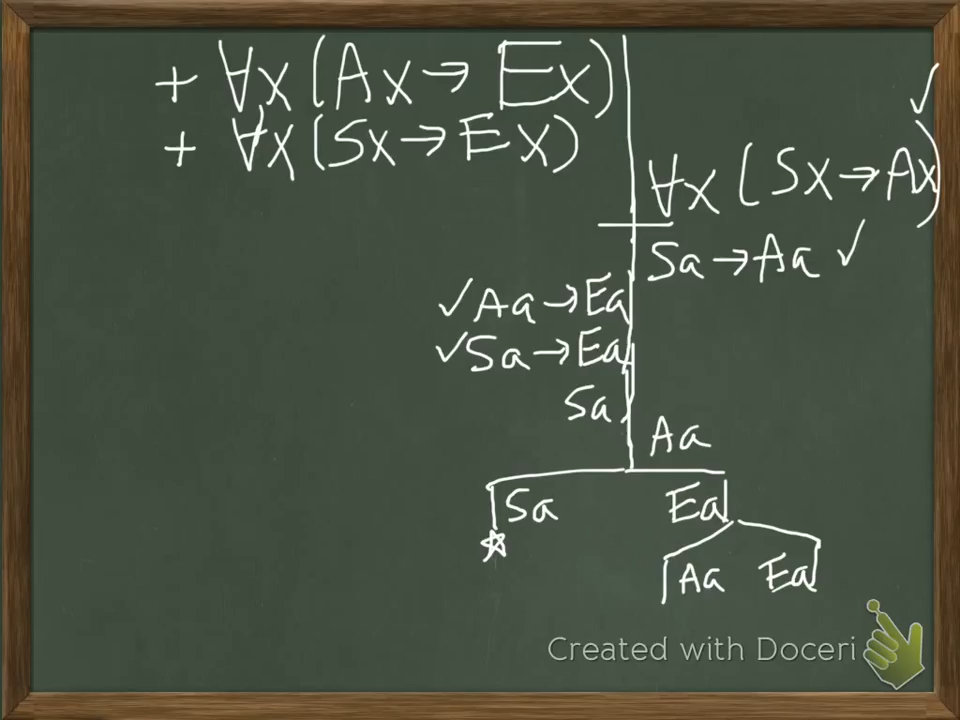 + ∀x(Ax→Ex)
+ ∀x(Sx→Ex)
✓
∀x(Sx→Ax)
Sa→Aa ✓
✓Aa→Ea
✓Sa→Ea
Sa
Aa
Sa Ea
Aa Ea
Created with Doceri